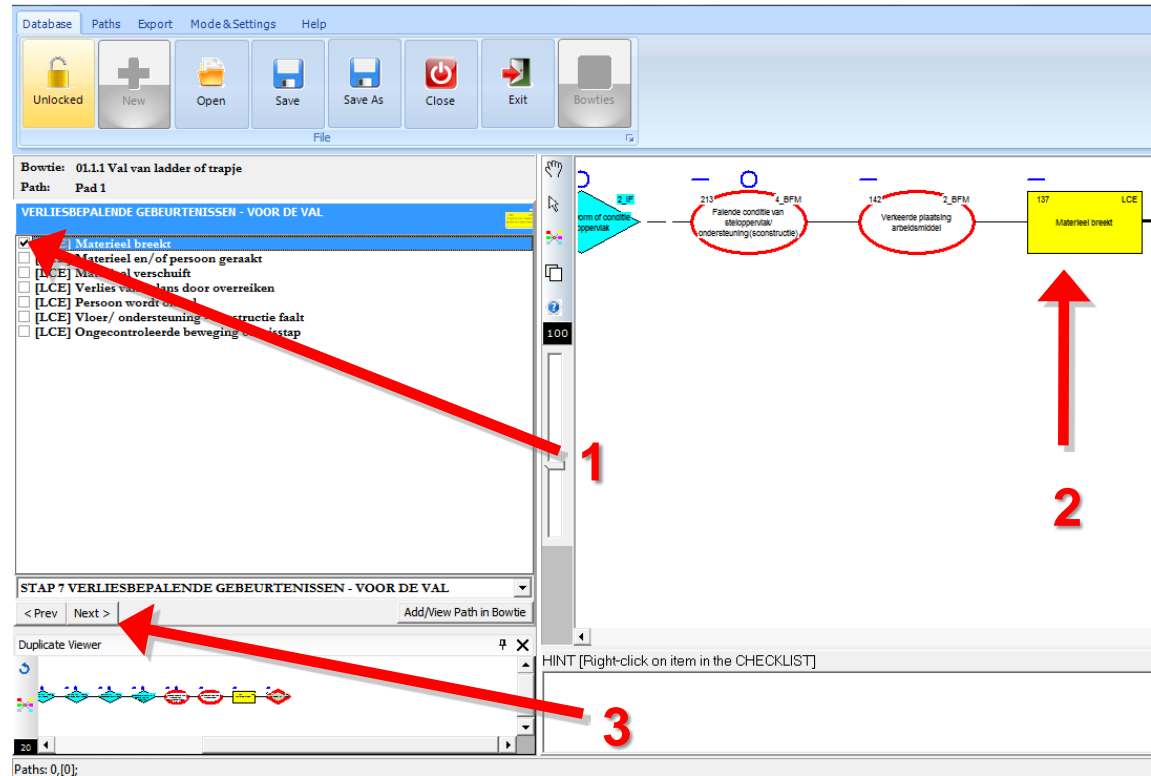 Database Paths Export Mode & Settings Help
Unlocked New Open Save Save As Close Exit Bowties
File
Bowtie: 01.1.1 Val van ladder of trapje
Path: Pad 1
VERLIESBEPALENDE GEBEURTENISSEN - VOOR DE VAL
Materieel breekt
[LCE] Materieel en/of persoon geraakt
[LCE] verschuift
[LCE] Verlies door overreiken
[LCE] Persoon wordt
[LCE] Vloer/ ondersteuning faalt
[LCE] Ongecontroleerde beweging
STAP 7 VERLIESBEPALENDE GEBEURTENISSEN - VOOR DE VAL
< Prev Next > Add/View Path in Bowtie
Duplicate Viewer
20
Paths: 0,[0];
100
2_IF
orm of conditie
oppervlak
213 4_BFM
Falende conditie van
steloppervlak/
ondersteuning(sconstructie)
142 2_BFM
Verkeerde plaatsing
arbeidsmiddel
137 LCE
Materieel breekt
1
2
3
HINT [Right-click on item in the CHECKLIST]